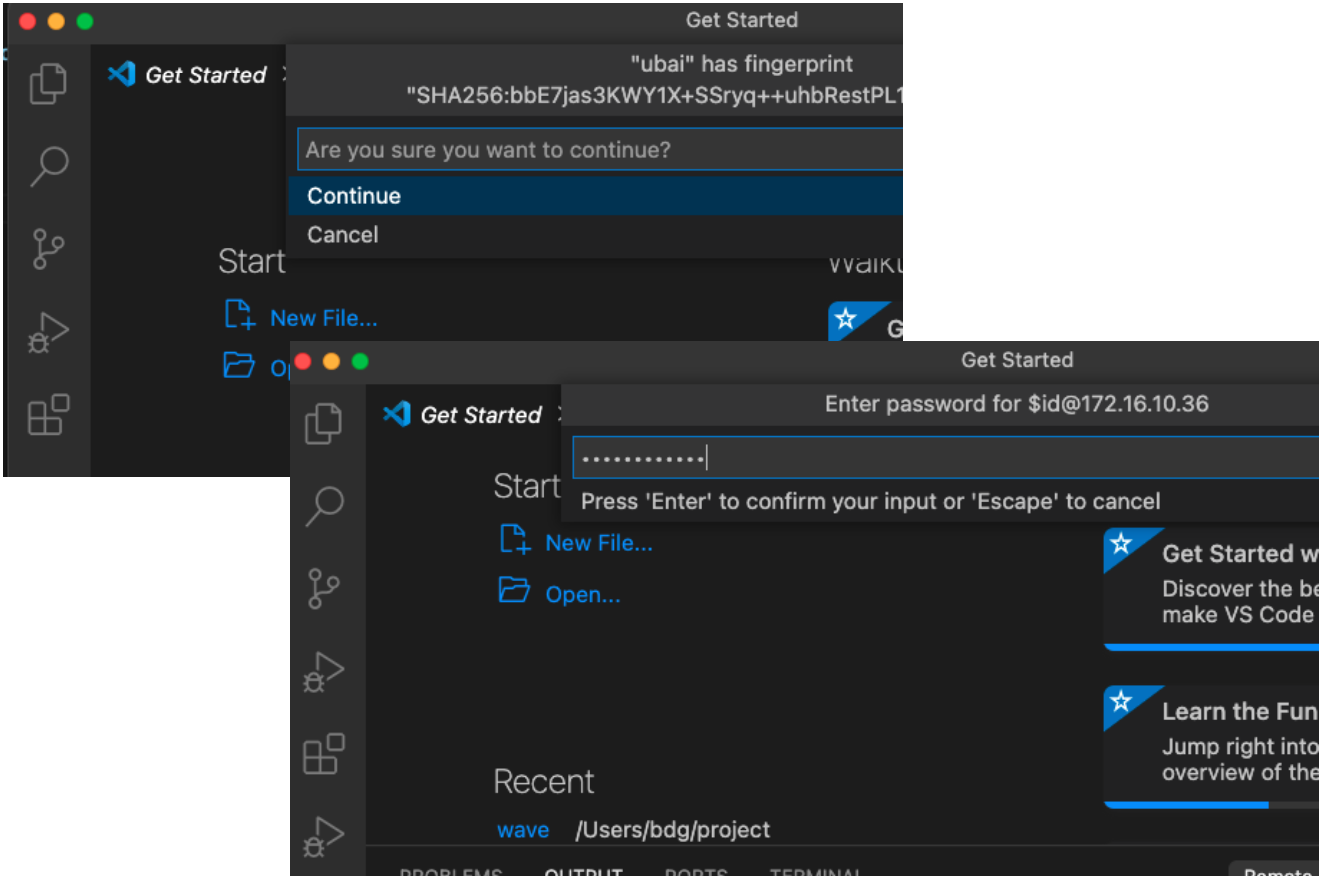 Get Started
"ubai" has fingerprint
Get Started
"SHA256:bbE7jas3KWY1X+SSryq++uhbRestPL1
Are you sure you want to continue?
Continue
Cancel
Start
New File...
Get Started
Enter password for $id@172.16.10.36
Get Started
Start
Press 'Enter' to confirm your input or 'Escape' to cancel
New File...
Open...
Get Started w
Discover the be
make VS Code
Learn the Fun
Jump right into
overview of the
Recent
wave /Users/bdg/project
PROBLEMS OUTPUT PORTS TERMINAL
Remote